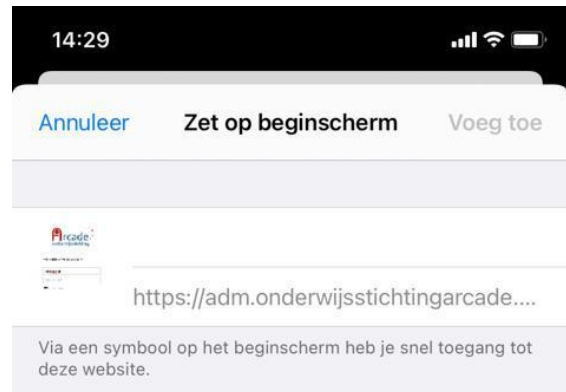 14:29
Annuleer Zet op beginscherm Voeg toe
Arcade
https://adm.onderwijsstichtingarcade....
Via een symbool op het beginscherm heb je snel toegang tot
deze website.